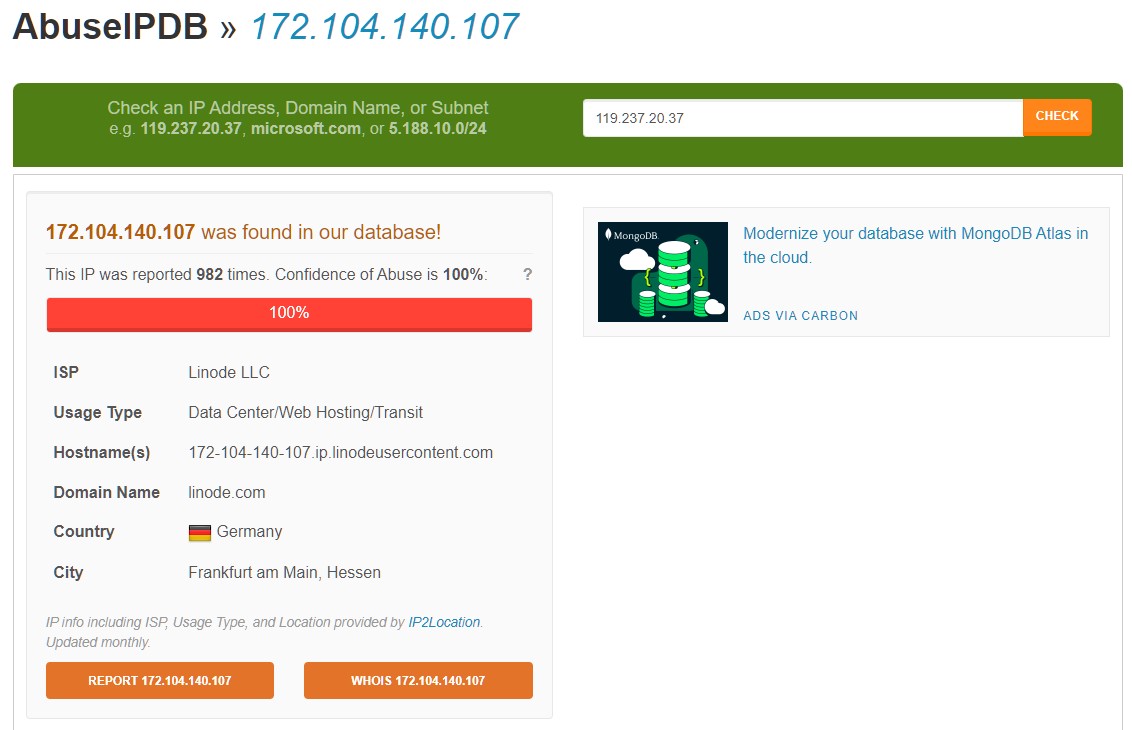 AbuseIPDB » 172.104.140.107
Check an IP Address, Domain Name, or Subnet
e.g. 119.237.20.37, microsoft.com, or 5.188.10.0/24
119.237.20.37
CHECK
172.104.140.107 was found in our database!
This IP was reported 982 times. Confidence of Abuse is 100%: ?
100%
ISP Linode LLC
Usage Type Data Center/Web Hosting/Transit
Hostname(s) 172-104-140-107.ip.linodeusercontent.com
Domain Name linode.com
Country Germany
City Frankfurt am Main, Hessen
IP info including ISP, Usage Type, and Location provided by IP2Location.
Updated monthly.
REPORT 172.104.140.107
WHOIS 172.104.140.107
MongoDB
Modernize your database with MongoDB Atlas in
the cloud.
ADS VIA CARBON